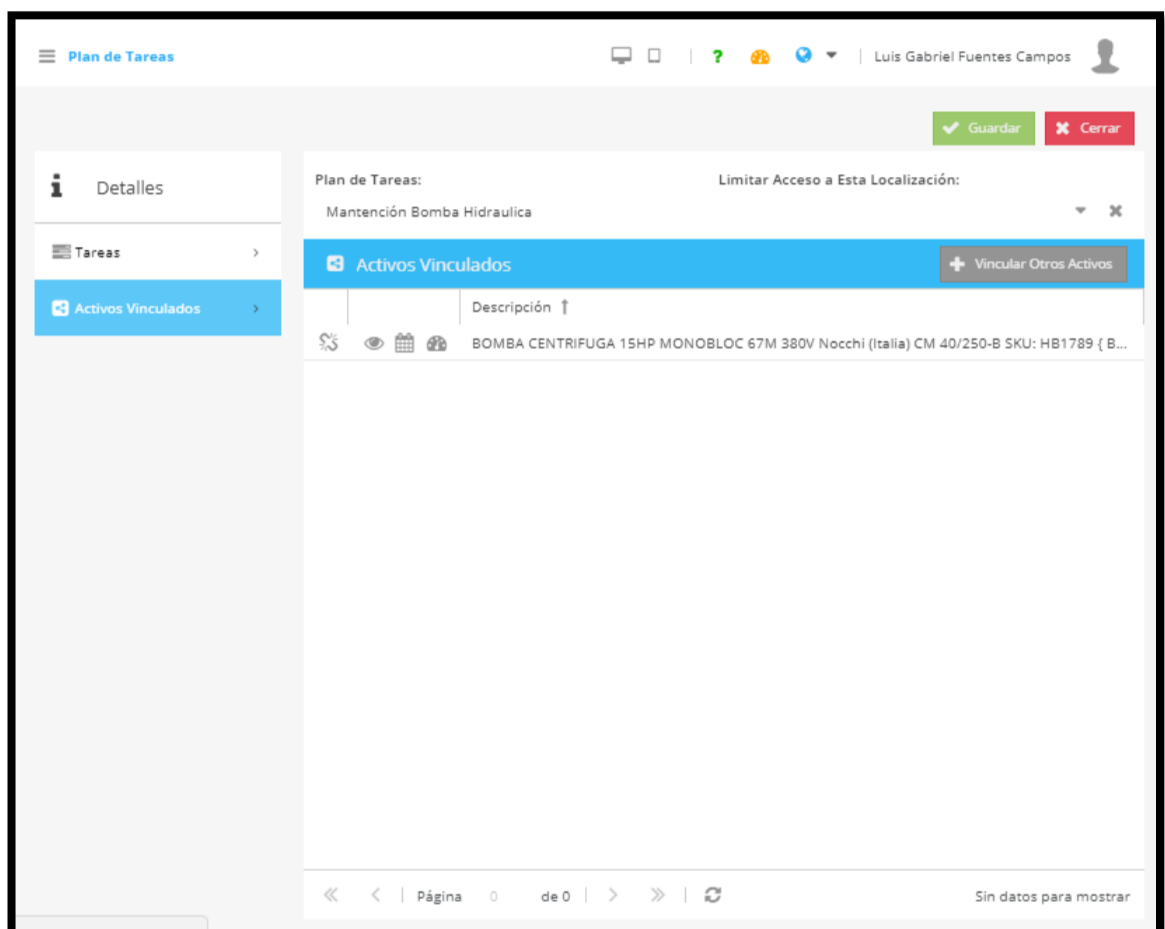 Plan de Tareas
? Luis Gabriel Fuentes Campos
Guardar Cerrar
Detalles
Tareas
Activos Vinculados
Plan de Tareas: Limitar Acceso a Esta Localización:
Mantención Bomba Hidraulica
Activos Vinculados Vincular Otros Activos
Descripción
BOMBA CENTRIFUGA 15HP MONOBLOC 67M 380V Nocchi (Italia) CM 40/250-B SKU: HB1789 { B...
Página 0 de 0 Sin datos para mostrar